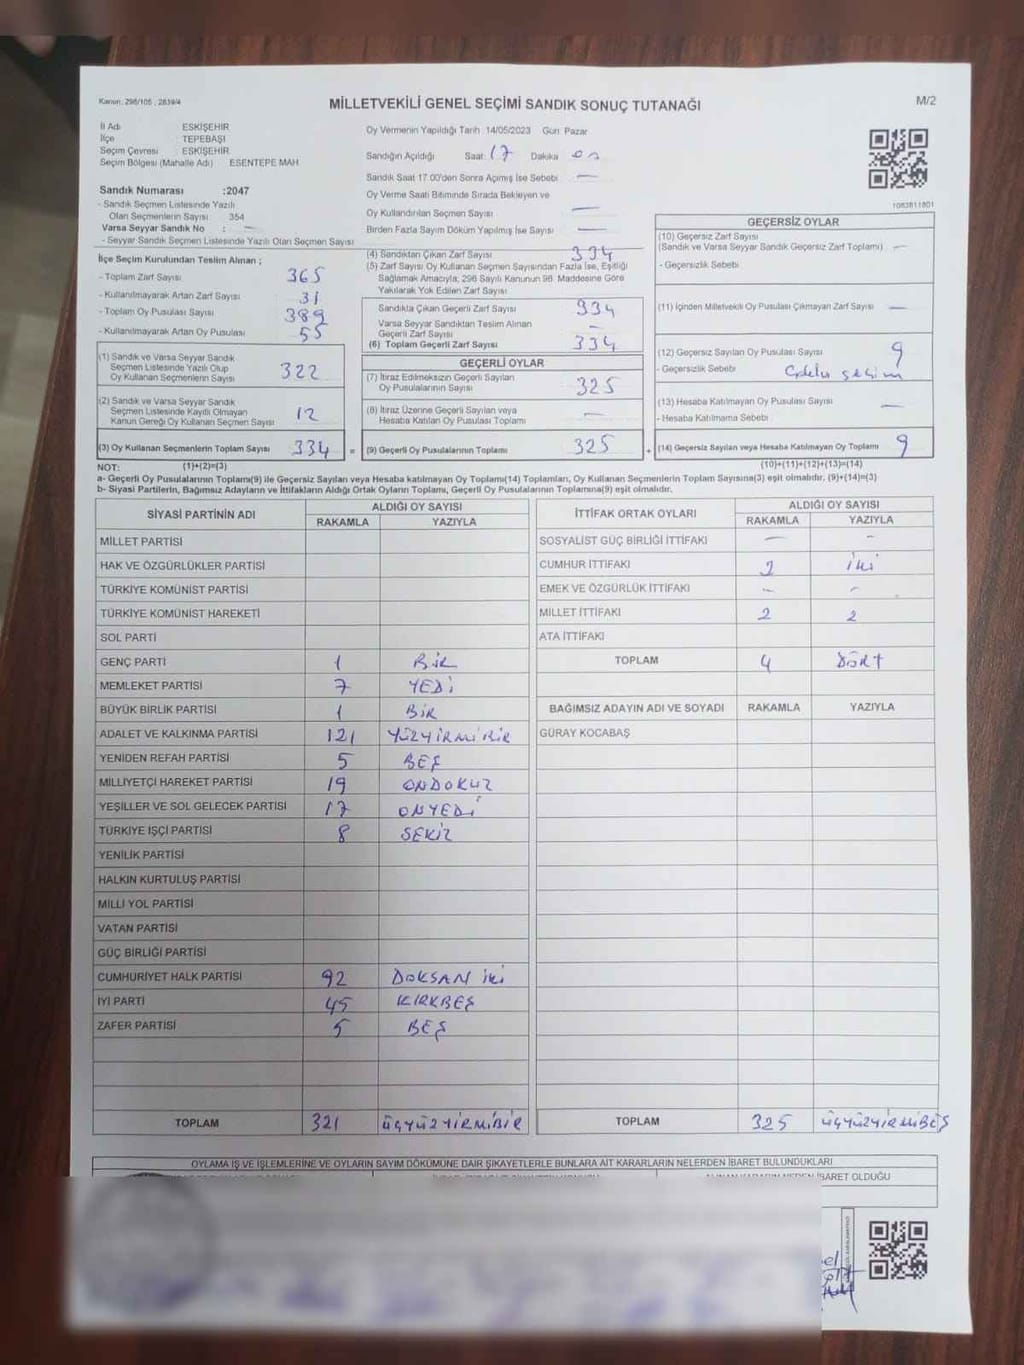 Kanun; 298/105 , 2839/4
MİLLETVEKİLİ GENEL SEÇİMİ SANDIK SONUÇ TUTANAĞI
M/2
İl Adı ESKİŞEHİR
İlçe : TEPEBAŞI
Seçim Çevresi : ESKİŞEHİR
Seçim Bölgesi (Mahalle Adı) ESENTEPE MAH
Oy Vermenin Yapıldığı Tarih 14/05/2023 Gün: Pazar
Sandığın Açıldığı Saat 17 Dakika
Sandık Saat 17.00'den Sonra Açımış İse Sebebi —
Oy Verme Saati Bitiminde Sırada Bekleyen ve
Oy Kullandırılan Seçmen Sayısı —
Birden Fazla Sayım Döküm Yapılmış İse Sayısı —
1083811801
Sandık Numarası :2047
- Sandık Seçmen Listesinde Yazılı
Olan Seçmenlerin Sayısı 354
Varsa Seyyar Sandık No : —
- Seyyar Sandık Seçmen Listesinde Yazılı Olan Seçmen Sayısı
İlçe Seçim Kurulundan Teslim Alınan ;
- Toplam Zarf Sayısı 365
- Kullanılmayarak Artan Zarf Sayısı 31
- Toplam Oy Pusulası Sayısı 389
- Kullanılmayarak Artan Oy Pusulası 55
(1) Sandık ve Varsa Seyyar Sandık
Seçmen Listesinde Yazılı Olup
Oy Kullanan Seçmenlerin Sayısı 322
(2) Sandık ve Varsa Seyyar Sandık
Seçmen Listesinde Kayıtlı Olmayan
Kanun Gereği Oy Kullanan Seçmen Sayısı 12
(3) Oy Kullanan Seçmenlerin Toplam Sayısı 334 =
(4) Sandıktan Çıkan Zarf Sayısı 334
(5) Zarf Sayısı Oy Kullanan Seçmen Sayısından Fazla İse, Eşitliği
Sağlamak Amacıyla; 298 Sayılı Kanunun 98. Maddesine Göre
Yakılarak Yok Edilen Zarf Sayısı
Sandıkta Çıkan Geçerli Zarf Sayısı 334
Varsa Seyyar Sandıktan Teslim Alınan
Geçerli Zarf Sayısı —
(6) Toplam Geçerli Zarf Sayısı 334
GEÇERLİ OYLAR
(7) İtiraz Edilmeksizin Geçerli Sayılan
Oy Pusulalarının Sayısı 325
(8) İtiraz Üzerine Geçerli Sayılan veya
Hesaba Katılan Oy Pusulası Toplamı —
(9) Geçerli Oy Pusulalarının Toplamı 325 +
GEÇERSİZ OYLAR
(10) Geçersiz Zarf Sayısı
(Sandık ve Varsa Seyyar Sandık Geçersiz Zarf Toplamı) —
- Geçersizlik Sebebi
(11) İçinden Milletvekili Oy Pusulası Çıkmayan Zarf Sayısı —
(12) Geçersiz Sayılan Oy Pusulası Sayısı 9
- Geçersizlik Sebebi seçim
(13) Hesaba Katılmayan Oy Pusulası Sayısı —
- Hesaba Katılmama Sebebi
(14) Geçersiz Sayılan veya Hesaba Katılmayan Oy Toplamı 9
NOT: (1)+(2)=(3) (10)+(11)+(12)+(13)=(14)
a- Geçerli Oy Pusulalarının Toplamı(9) ile Geçersiz Sayılan veya Hesaba katılmayan Oy Toplamı(14) Toplamları, Oy Kullanan Seçmenlerin Toplam Sayısına(3) eşit olmalıdır. (9)+(14)=(3)
b- Siyasi Partilerin, Bağımsız Adayların ve İttifakların Aldığı Ortak Oyların Toplamı, Geçerli Oy Pusulalarının Toplamına(9) eşit olmalıdır.
SİYASİ PARTİNİN ADI ALDIĞI OY SAYISI
RAKAMLA YAZIYLA
MİLLET PARTİSİ
HAK VE ÖZGÜRLÜKLER PARTİSİ
TÜRKİYE KOMÜNİST PARTİSİ
TÜRKİYE KOMÜNİST HAREKETİ
SOL PARTİ
GENÇ PARTİ 1 BİR
MEMLEKET PARTİSİ 7 YEDİ
BÜYÜK BİRLİK PARTİSİ 1 BİR
ADALET VE KALKINMA PARTİSİ 121 YÜZYİRMİBİR
YENİDEN REFAH PARTİSİ 5 BEŞ
MİLLİYETÇİ HAREKET PARTİSİ 19 ONDOKUZ
YEŞİLLER VE SOL GELECEK PARTİSİ 17 ONYEDİ
TÜRKİYE İŞÇİ PARTİSİ 8 SEKİZ
YENİLİK PARTİSİ
HALKIN KURTULUŞ PARTİSİ
MİLLİ YOL PARTİSİ
VATAN PARTİSİ
GÜÇ BİRLİĞİ PARTİSİ
CUMHURİYET HALK PARTİSİ 92 DOKSAN İKİ
İYİ PARTİ 45 KIRKBEŞ
ZAFER PARTİSİ 5 BEŞ
TOPLAM 321 ÜÇYÜZYİRMİBİR
İTTİFAK ORTAK OYLARI ALDIĞI OY SAYISI
RAKAMLA YAZIYLA
SOSYALİST GÜÇ BİRLİĞİ İTTİFAKI — -
CUMHUR İTTİFAKI 2 İki
EMEK VE ÖZGÜRLÜK İTTİFAKI - -
MİLLET İTTİFAKI 2 2
ATA İTTİFAKI
TOPLAM 4 DÖRT
BAĞIMSIZ ADAYIN ADI VE SOYADI RAKAMLA YAZIYLA
GÜRAY KOCABAŞ
TOPLAM 325 ÜÇYÜZYİRMİBEŞ
OYLAMA İŞ VE İŞLEMLERİNE VE OYLARIN SAYIM DÖKÜMÜNE DAİR ŞİKAYETLERLE BUNLARA AİT KARARLARIN NELERDEN İBARET BULUNDUKLARI
İBARET OLDUĞU